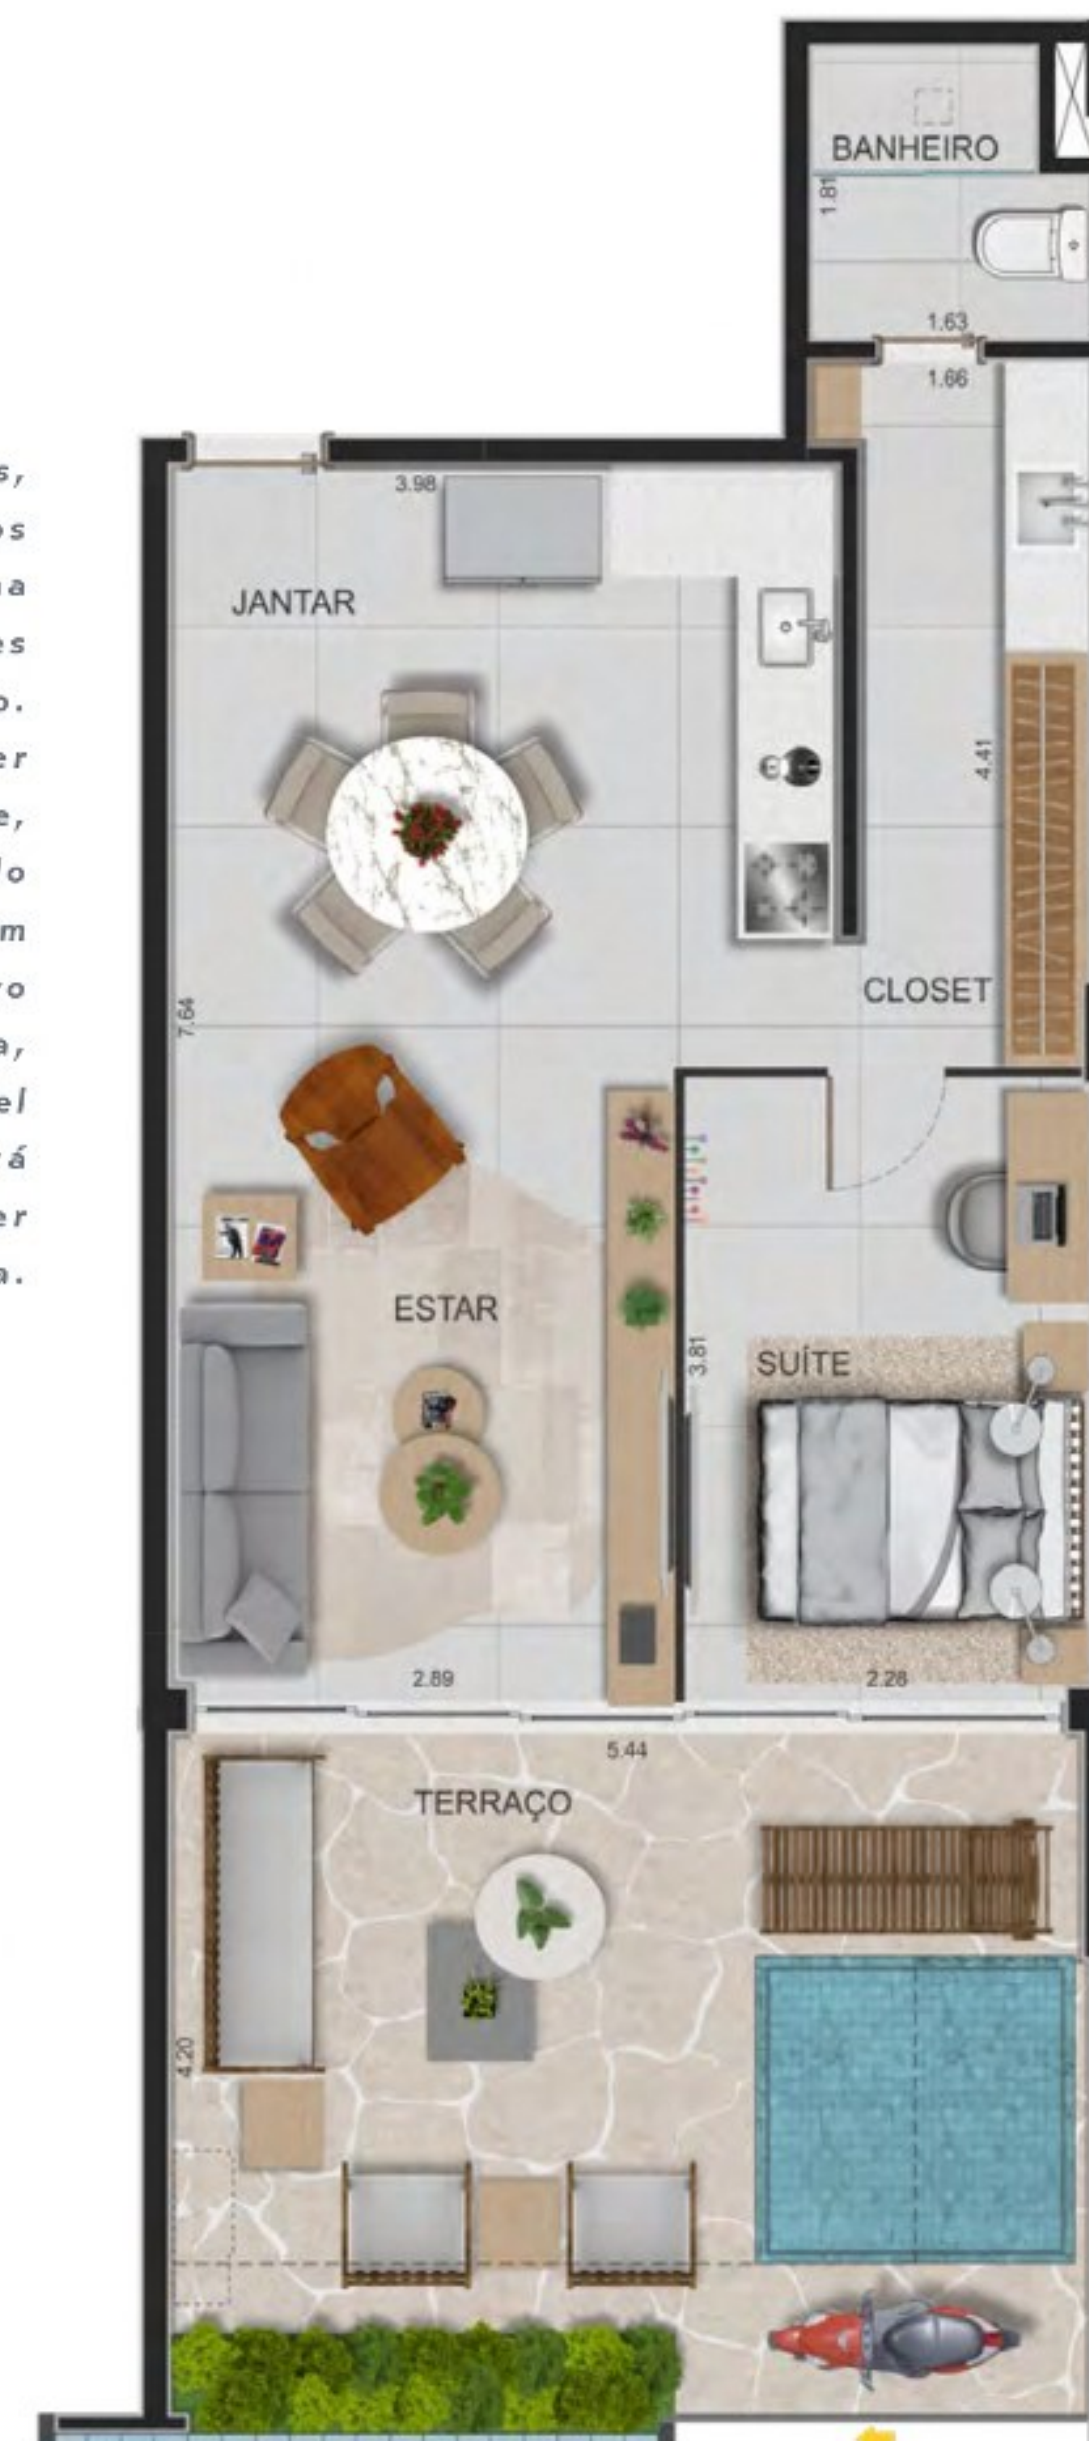 BANHEIRO
1.81
1.63
1.66
3.98
JANTAR
4.41
CLOSET
7.64
ESTAR
3.81
SUÍTE
2.89
2.28
5.44
TERRAÇO
4.20